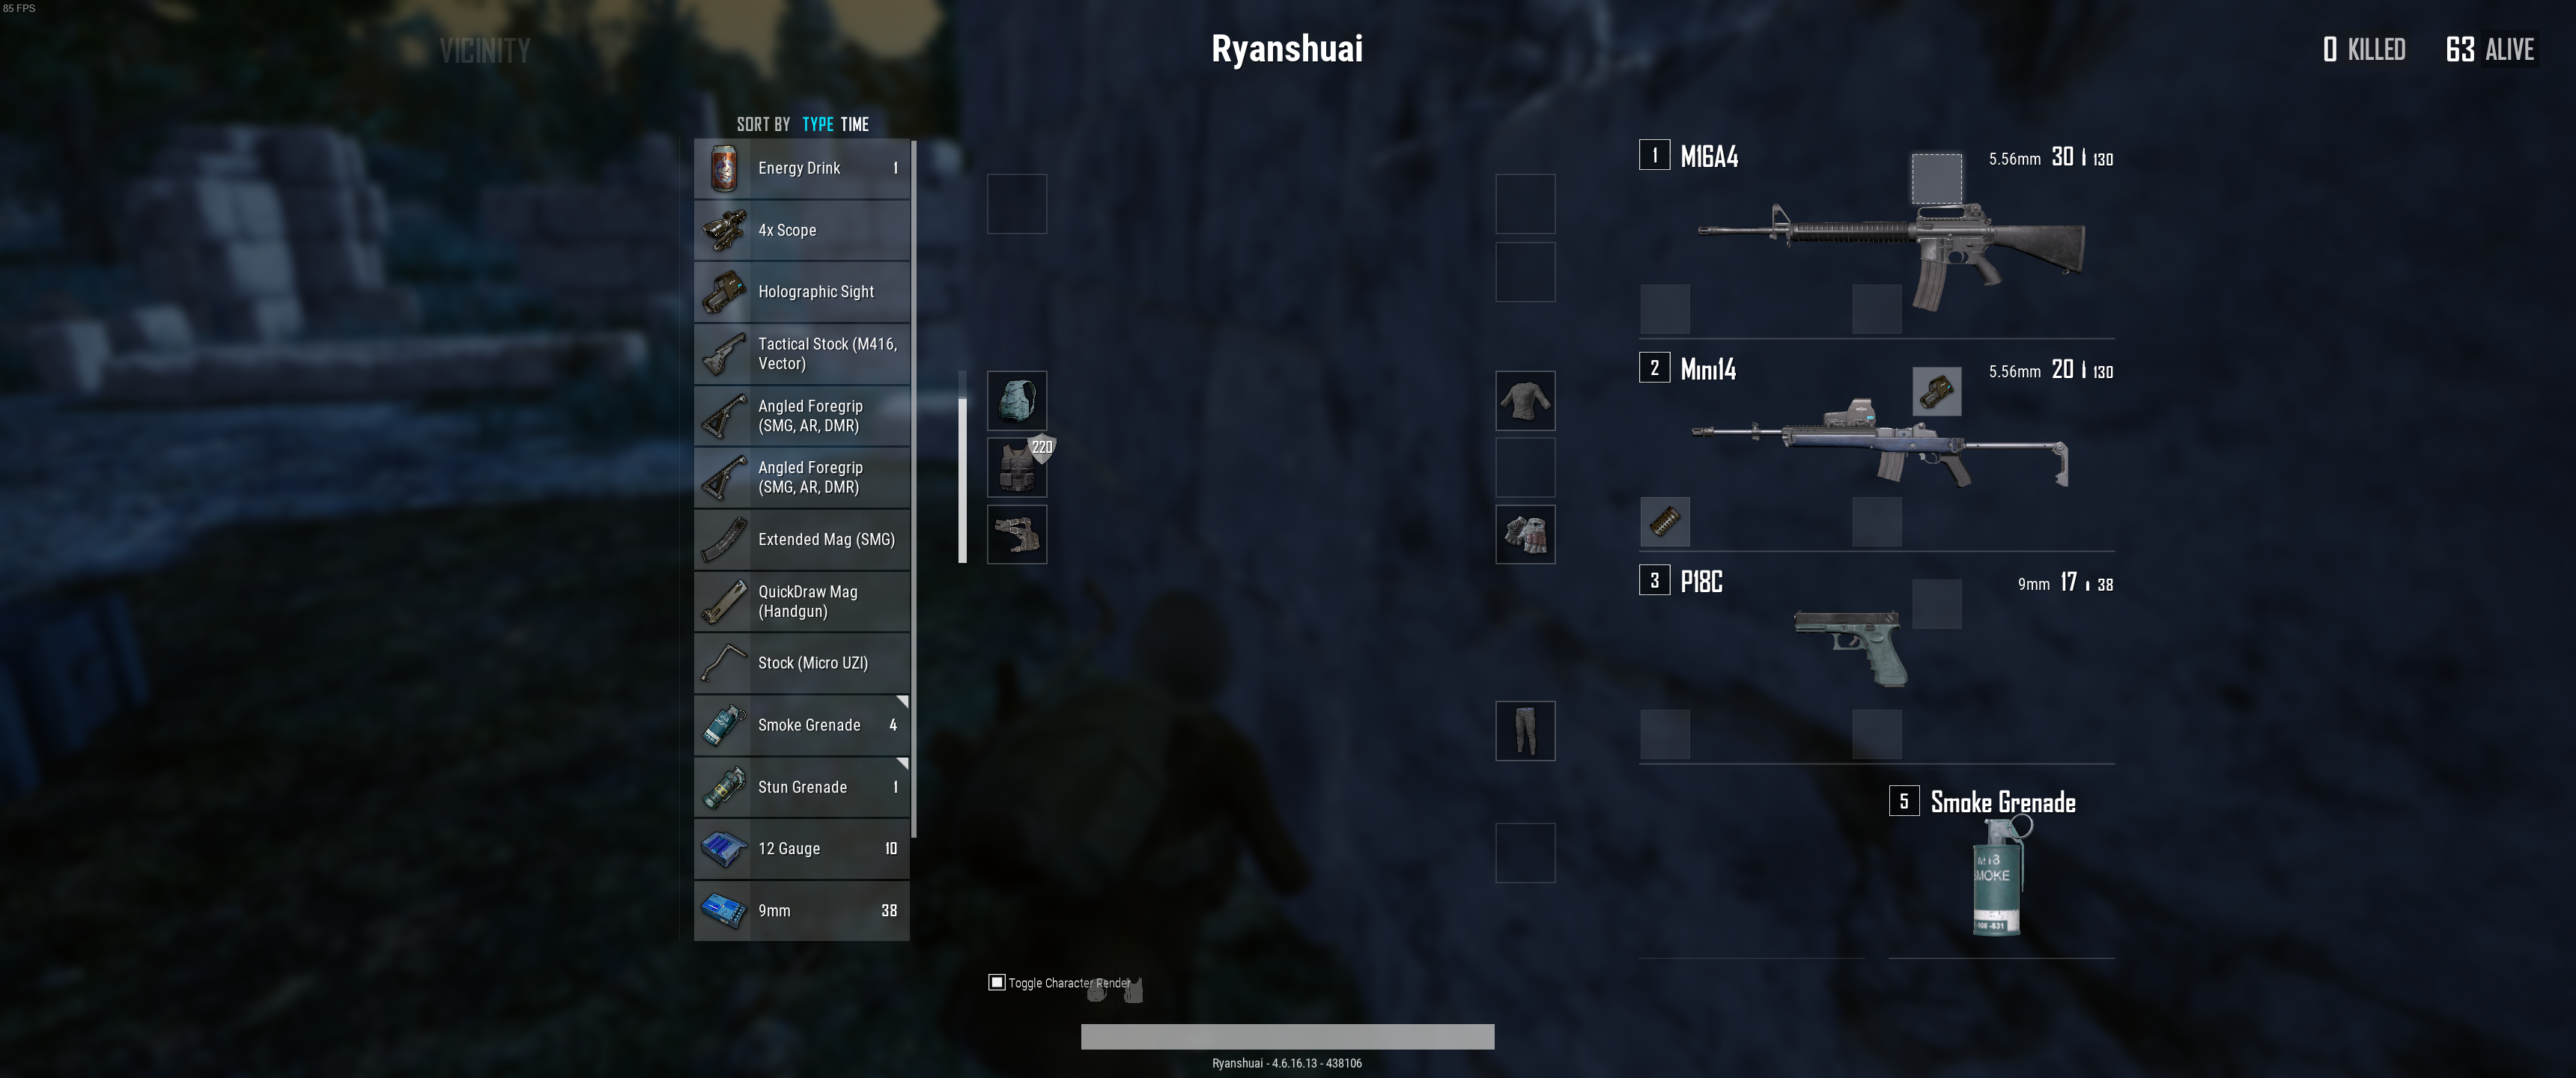 85 FPS
VICINITY
Ryanshuai
0 KILLED 63 ALIVE
SORT BY TYPE TIME
Energy Drink 1
4x Scope
Holographic Sight
Tactical Stock (M416,
Vector)
Angled Foregrip
(SMG, AR, DMR)
Angled Foregrip
(SMG, AR, DMR)
Extended Mag (SMG)
QuickDraw Mag
(Handgun)
Stock (Micro UZI)
Smoke Grenade 4
Stun Grenade 1
12 Gauge 10
9mm 38
220
1 M16A4 5.56mm 30 130
2 Mini14 5.56mm 20 130
3 P18C 9mm 17 38
5 Smoke Grenade
M18
SMOKE
Toggle Character Render
Ryanshuai - 4.6.16.13 - 438106